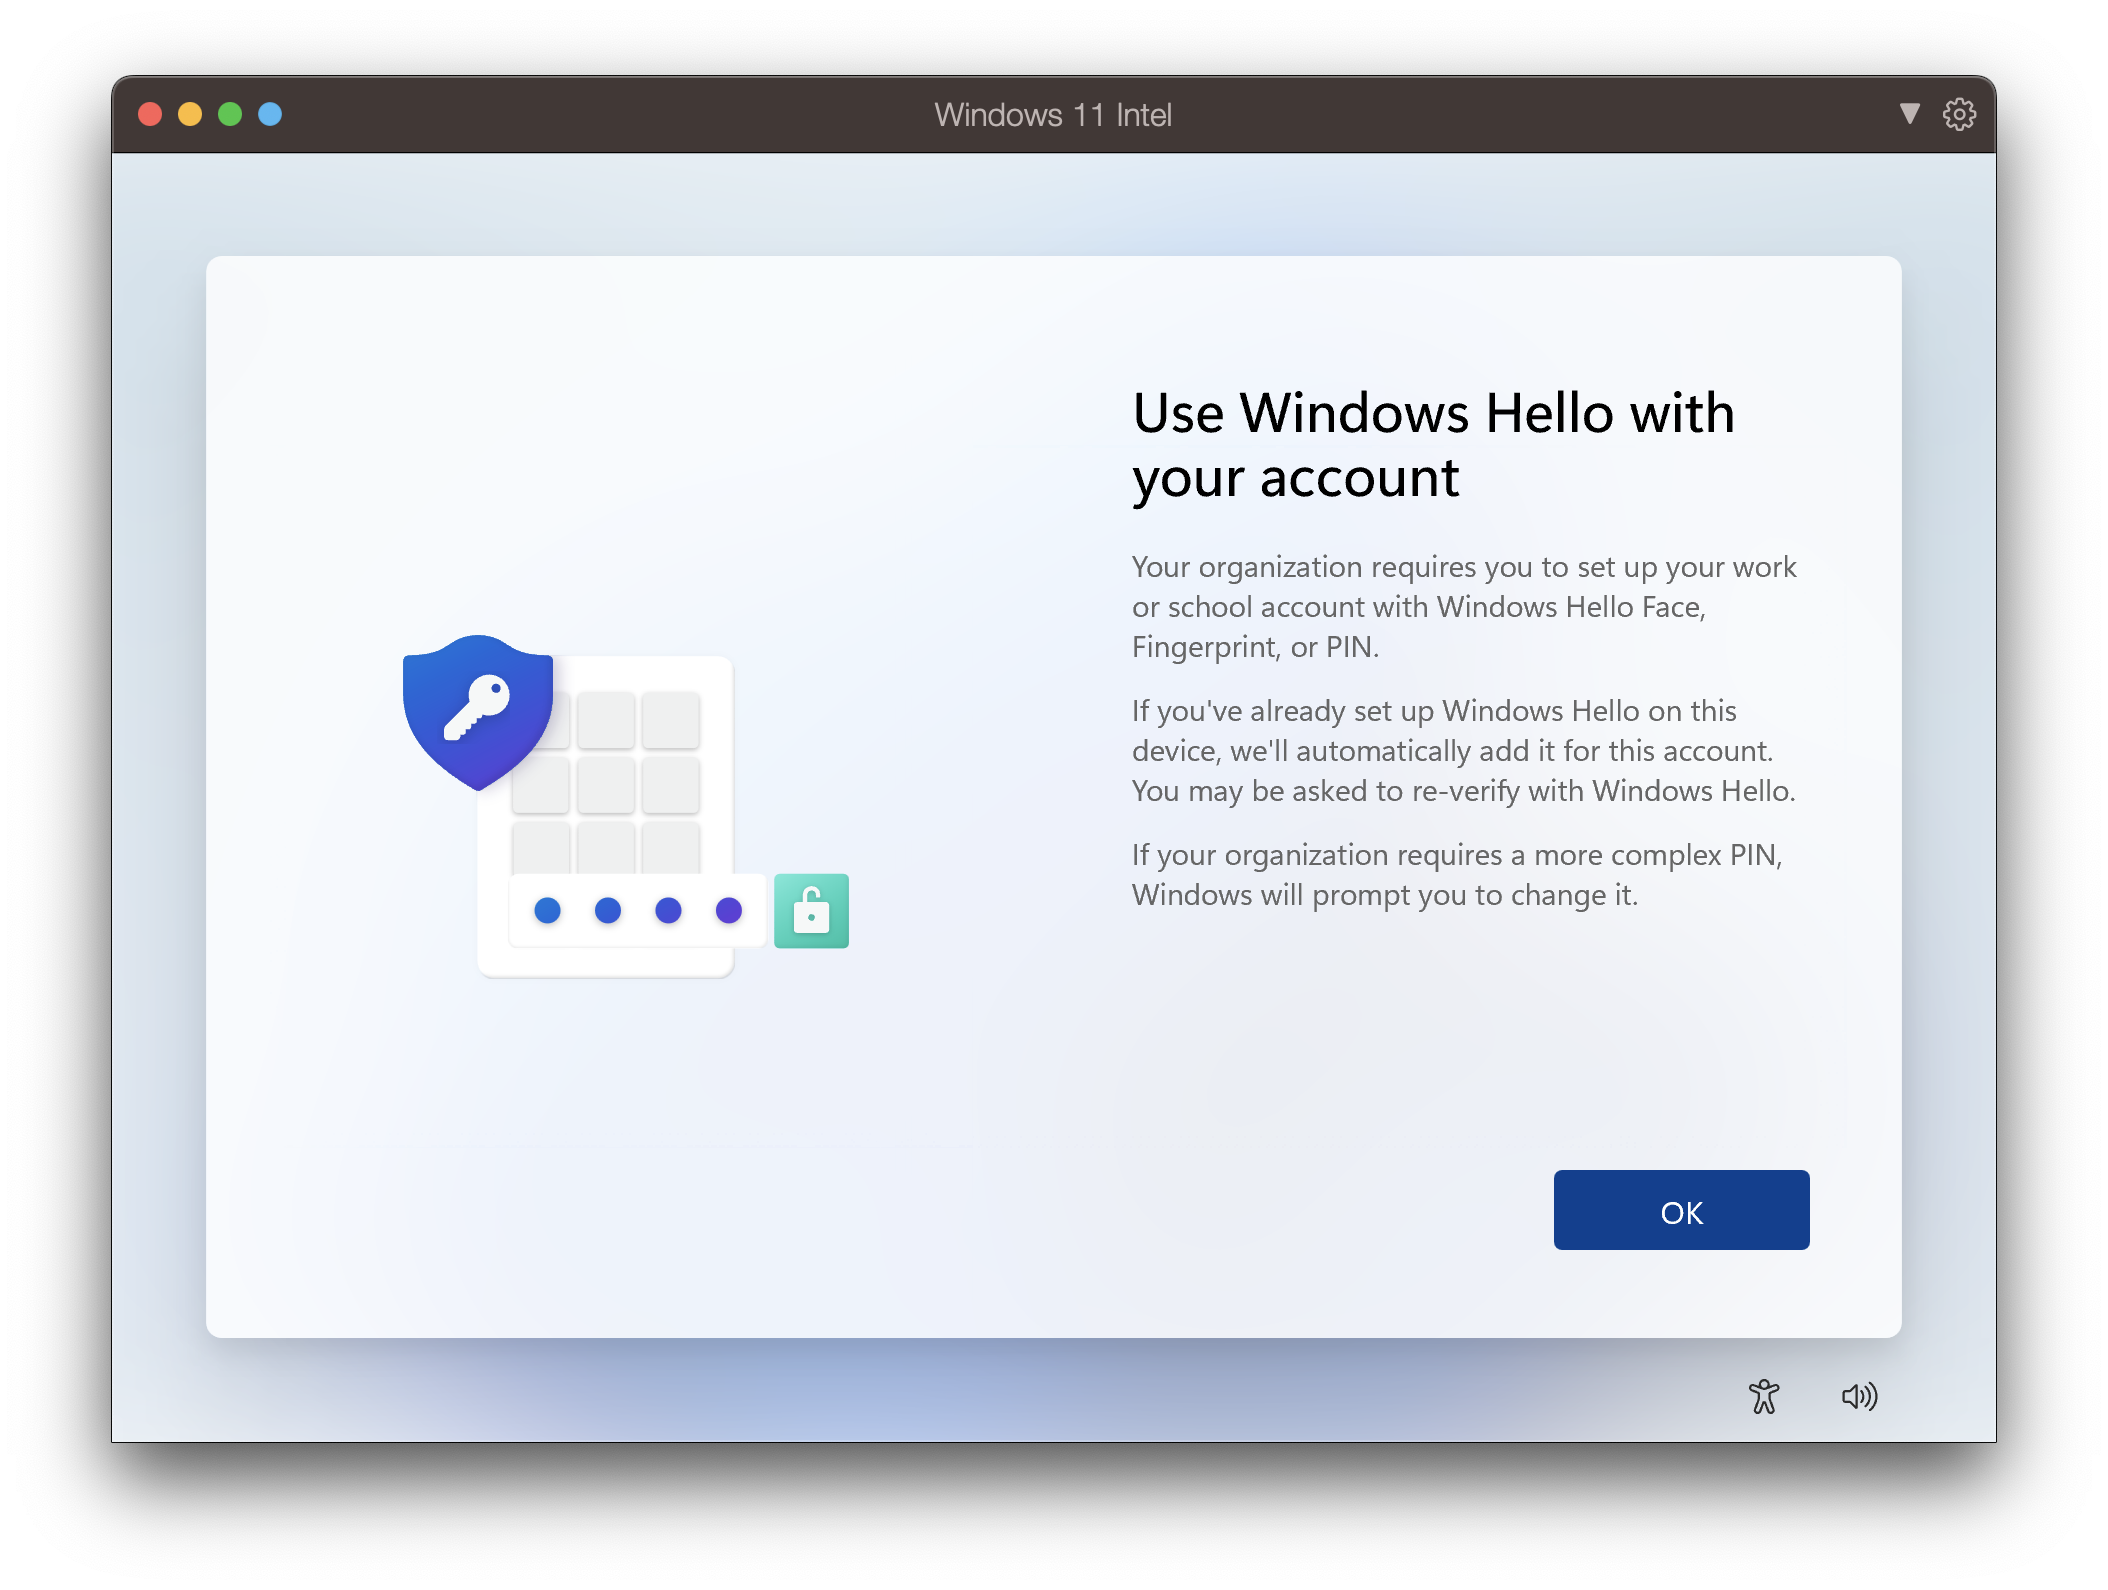 Windows 11 Intel
Use Windows Hello with
your account
Your organization requires you to set up your work
or school account with Windows Hello Face,
Fingerprint, or PIN.
If you've already set up Windows Hello on this
device, we'll automatically add it for this account.
You may be asked to re-verify with Windows Hello.
If your organization requires a more complex PIN,
Windows will prompt you to change it.
OK